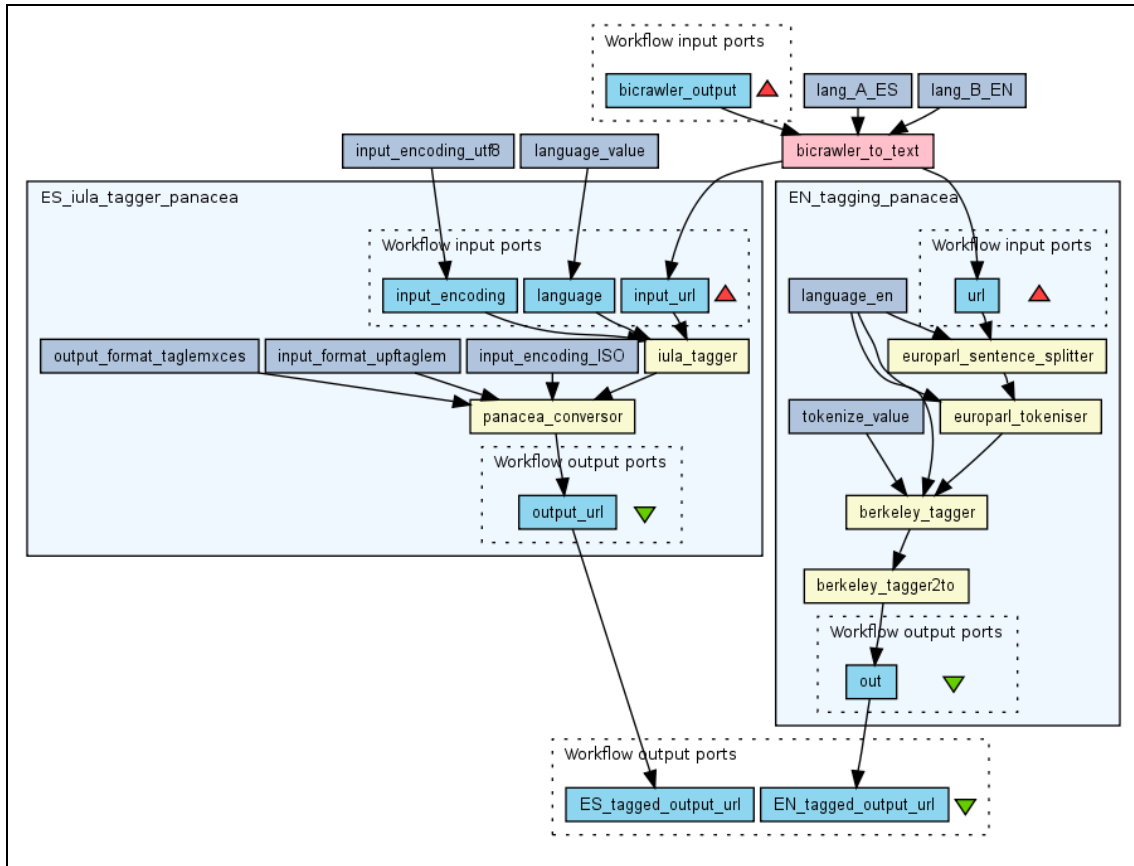 Workflow input ports
bicrawler_output
lang_A_ES
lang_B_EN
input_encoding_utf8
language_value
bicrawler_to_text
ES_iula_tagger_panacea
Workflow input ports
input_encoding
language
input_url
output_format_taglemxces
input_format_upftaglem
input_encoding_ISO
iula_tagger
panacea_conversor
Workflow output ports
output_url
EN_tagging_panacea
Workflow input ports
language_en
url
europarl_sentence_splitter
tokenize_value
europarl_tokeniser
berkeley_tagger
berkeley_tagger2to
Workflow output ports
out
Workflow output ports
ES_tagged_output_url
EN_tagged_output_url